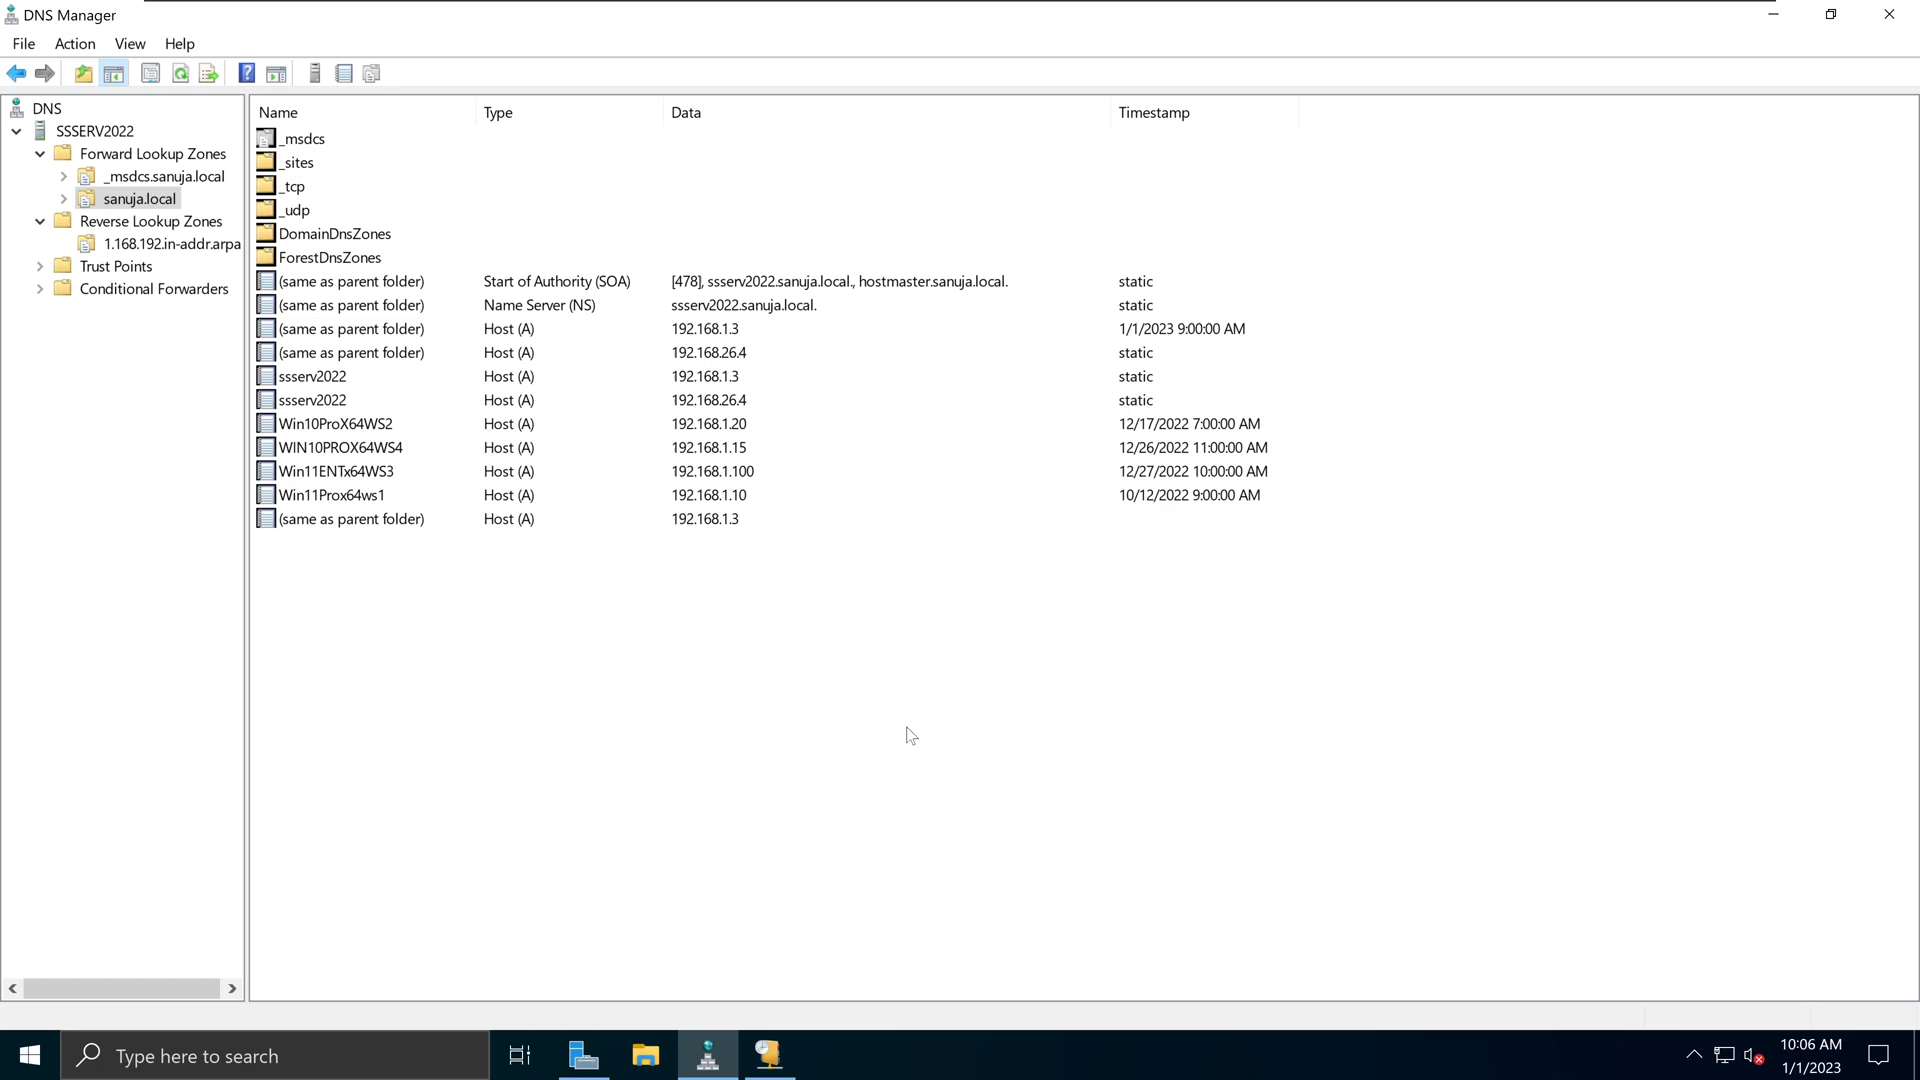 DNS Manager
File Action View Help
DNS
SSSERV2022
Forward Lookup Zones
_msdcs.sanuja.local
sanuja.local
Reverse Lookup Zones
1.168.192.in-addr.arpa
Trust Points
Conditional Forwarders
Name Type Data Timestamp
_msdcs
_sites
_tcp
_udp
DomainDnsZones
ForestDnsZones
(same as parent folder) Start of Authority (SOA) [478], ssserv2022.sanuja.local., hostmaster.sanuja.local. static
(same as parent folder) Name Server (NS) ssserv2022.sanuja.local. static
(same as parent folder) Host (A) 192.168.1.3 1/1/2023 9:00:00 AM
(same as parent folder) Host (A) 192.168.26.4 static
ssserv2022 Host (A) 192.168.1.3 static
ssserv2022 Host (A) 192.168.26.4 static
Win10ProX64WS2 Host (A) 192.168.1.20 12/17/2022 7:00:00 AM
WIN10PROX64WS4 Host (A) 192.168.1.15 12/26/2022 11:00:00 AM
Win11ENTx64WS3 Host (A) 192.168.1.100 12/27/2022 10:00:00 AM
Win11Prox64ws1 Host (A) 192.168.1.10 10/12/2022 9:00:00 AM
(same as parent folder) Host (A) 192.168.1.3
Type here to search
10:06 AM
1/1/2023